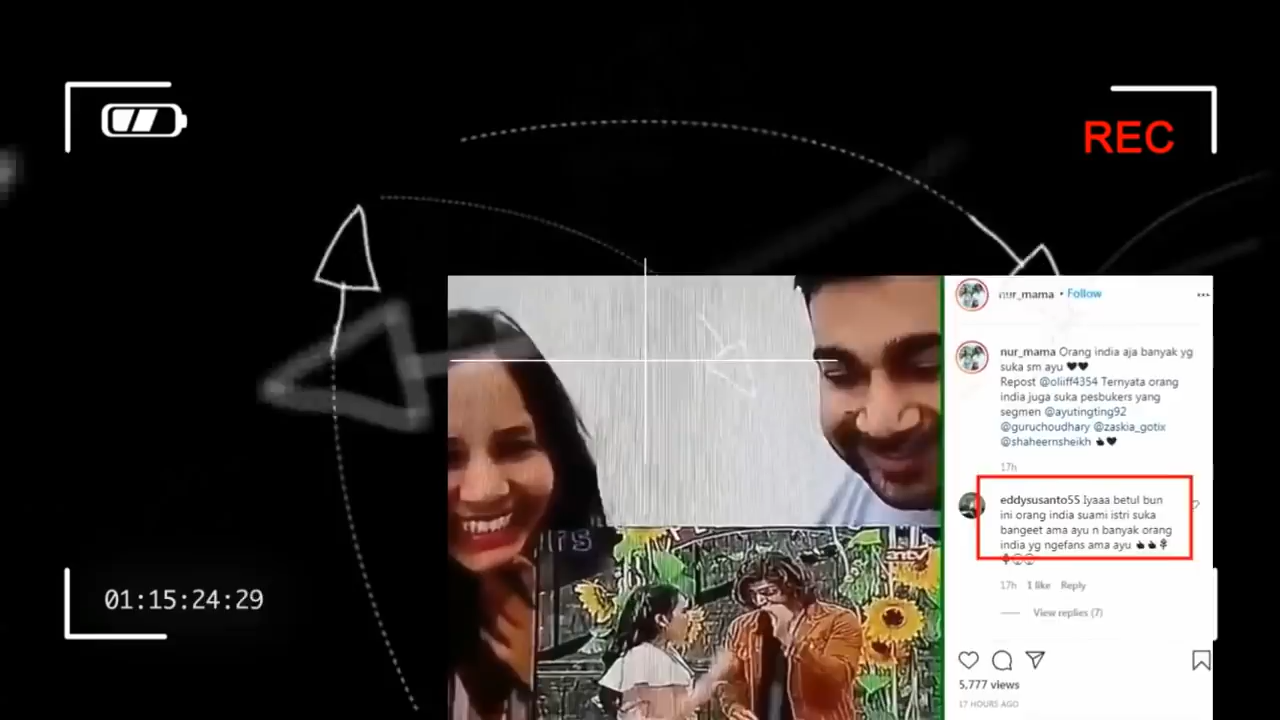 REC
nur_mama • Follow
nur_mama Orang india aja banyak yg
suka sm ayu 🖤🖤
Repost @oliiff4354 Ternyata orang
india juga suka pesbukers yang
segmen @ayutingting92
@guruchoudhary @zaskia_gotix
@shaheernsheikh 👍🖤
17h
eddysusanto55 Iyaaa betul bun
ini orang india suami istri suka
bangeet ama ayu n banyak orang
india yg ngefans ama ayu
17h 1 like Reply
View replies (7)
antv
01:15:24:29
5,777 views
17 HOURS AGO